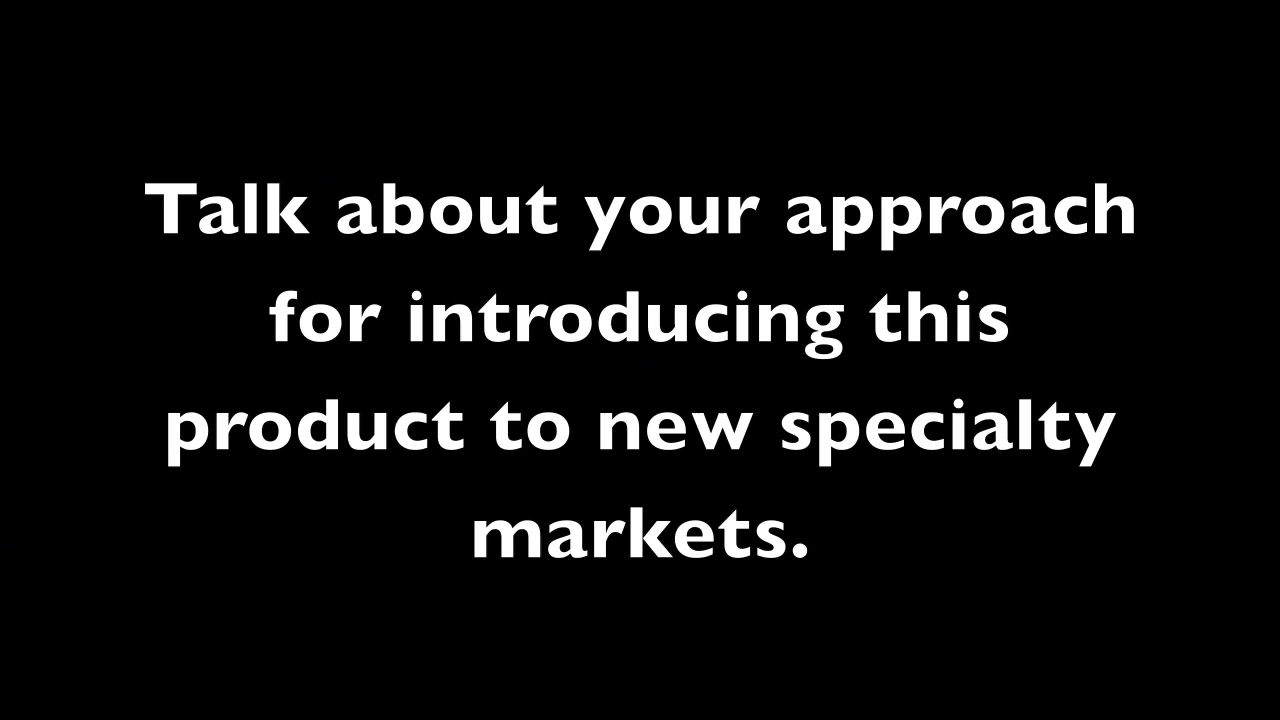 Talk about your approach
for introducing this
product to new specialty
markets.